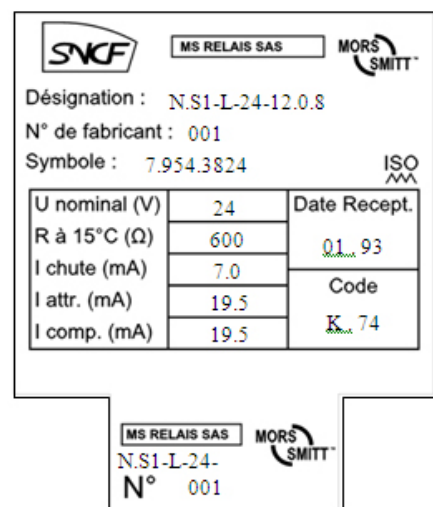 SNCF MS RELAIS SAS MORS SMITT
Désignation : N.S1-L-24-12.0.8
N° de fabricant : 001
Symbole : 7.954.3824 ISO
U nominal (V) 24 Date Recept.
R à 15°C (Ω) 600 01.. 93
I chute (mA) 7.0
I attr. (mA) 19.5 Code
I comp. (mA) 19.5 K.. 74
MS RELAIS SAS MORS SMITT
N.S1-L-24-
N° 001